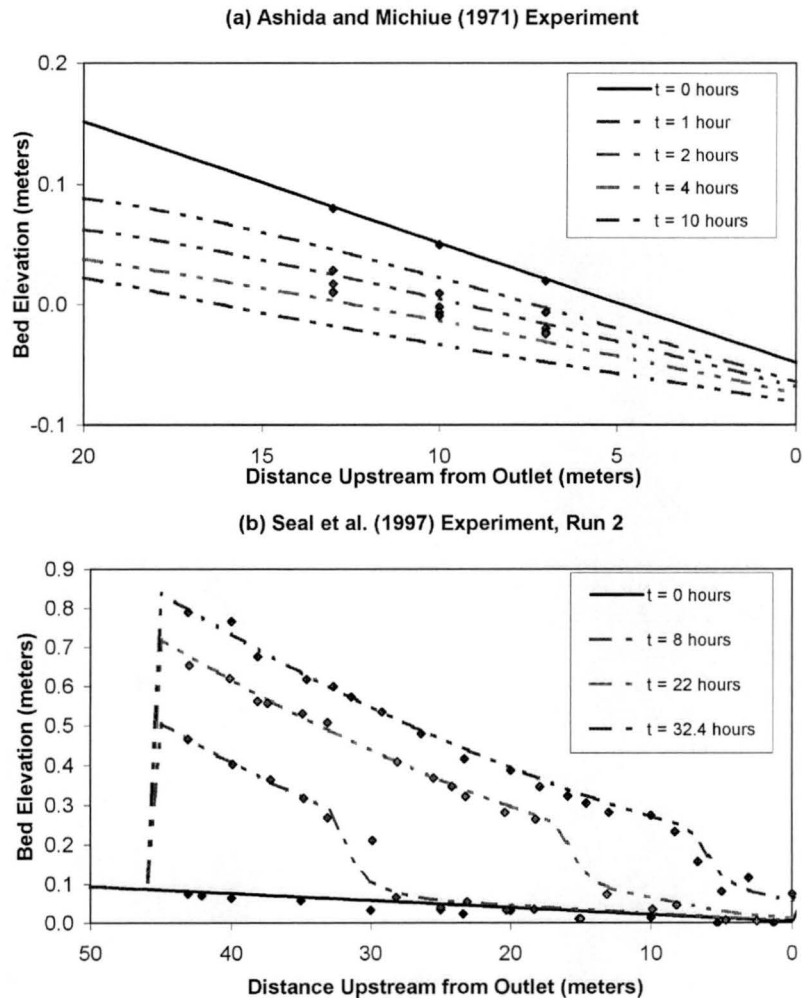 (a) Ashida and Michiue (1971) Experiment
0.2
0.1
0.0
-0.1
Bed Elevation (meters)
t = 0 hours
t = 1 hour
t = 2 hours
t = 4 hours
t = 10 hours
20
15
10
5
0
Distance Upstream from Outlet (meters)
(b) Seal et al. (1997) Experiment, Run 2
0.9
0.8
0.7
0.6
0.5
0.4
0.3
0.2
0.1
0.0
Bed Elevation (meters)
t = 0 hours
t = 8 hours
t = 22 hours
t = 32.4 hours
50
40
30
20
10
0
Distance Upstream from Outlet (meters)